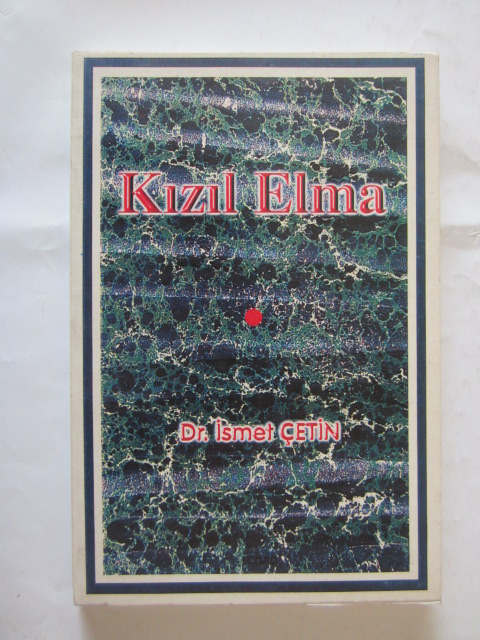 Kızıl Elma
Dr. İsmet ÇETİN